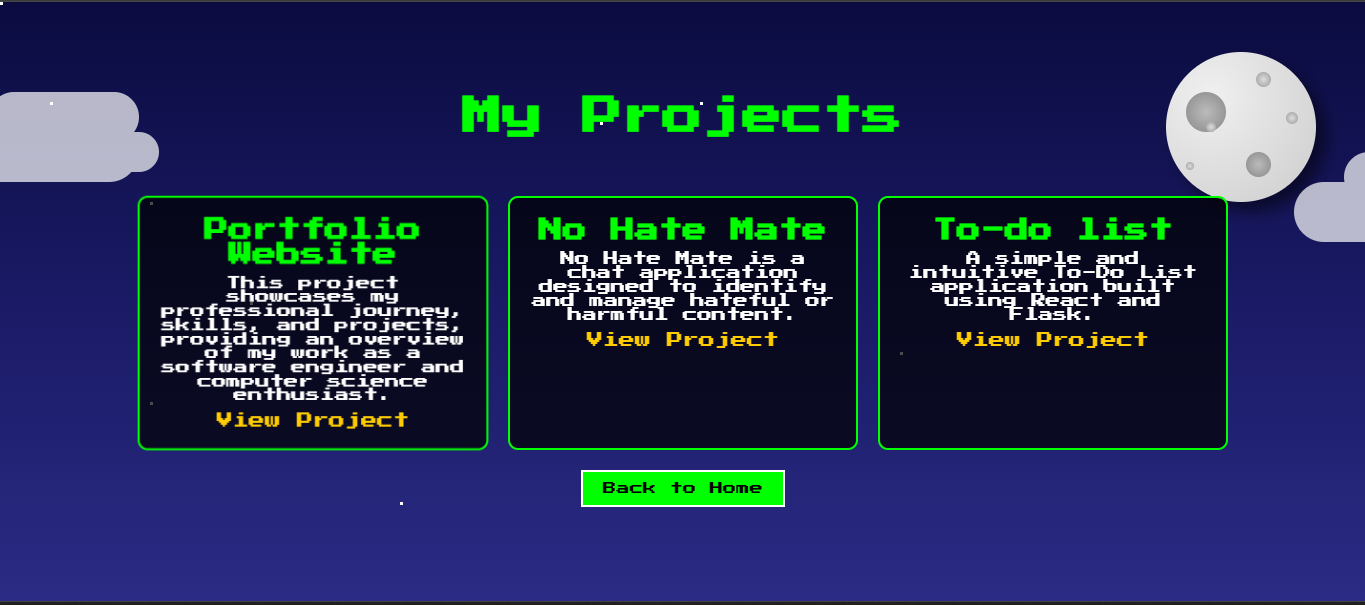 My Projects
Portfolio
Website
This project
showcases my
professional journey,
skills, and projects,
providing an overview
of my work as a
software engineer and
computer science
enthusiast.
View Project
No Hate Mate
No Hate Mate is a
chat application
designed to identify
and manage hateful or
harmful content.
View Project
To-do list
A simple and
intuitive To-Do List
application built
using React and
Flask.
View Project
Back to Home